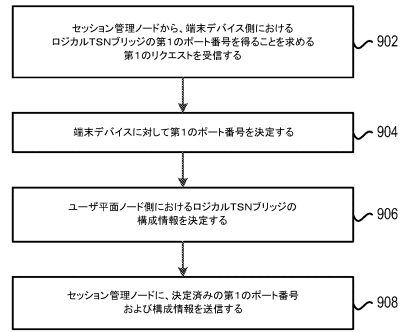 セッション管理ノードから、端末デバイス側における
ロジカルTSNブリッジの第1のポート番号を得ることを求める
第1のリクエストを受信する
902
端末デバイスに対して第1のポート番号を決定する
904
ユーザ平面ノード側におけるロジカルTSNブリッジの
構成情報を決定する
906
セッション管理ノードに、決定済みの第1のポート番号
および構成情報を送信する
908